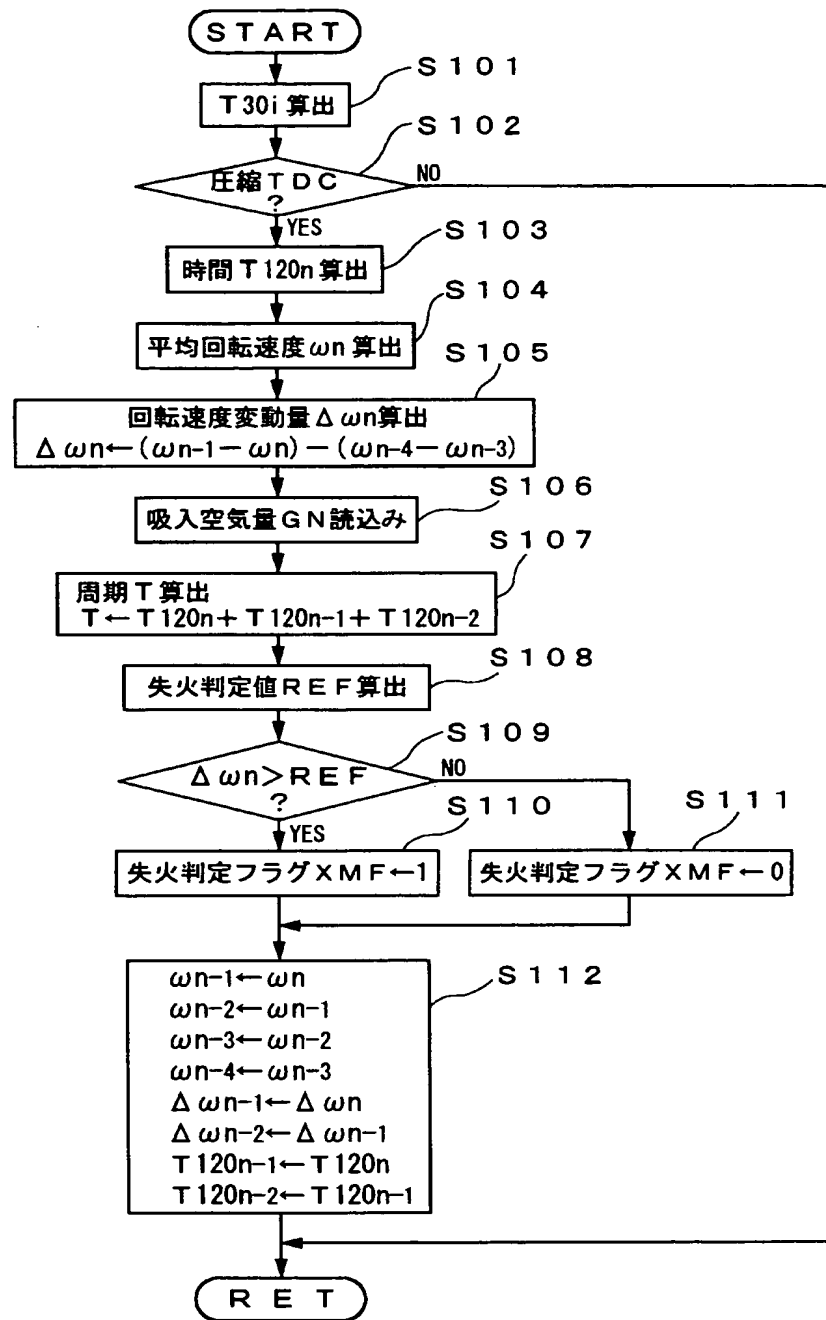 START
S101
T30i算出
S102
圧縮TDC
?
NO
YES
S103
時間T120n算出
S104
平均回転速度ωn算出
S105
回転速度変動量Δωn算出
Δωn←(ωn-1－ωn)－(ωn-4－ωn-3)
S106
吸入空気量GN読込み
S107
周期T算出
T←T120n+T120n-1+T120n-2
S108
失火判定値REF算出
S109
Δωn>REF
?
NO
YES
S110
S111
失火判定フラグXMF←1
失火判定フラグXMF←0
S112
ωn-1←ωn
ωn-2←ωn-1
ωn-3←ωn-2
ωn-4←ωn-3
Δωn-1←Δωn
Δωn-2←Δωn-1
T120n-1←T120n
T120n-2←T120n-1
RET